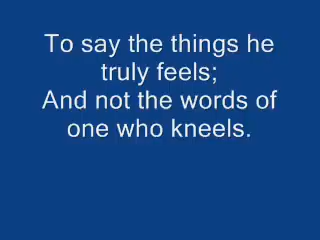 To say the things he
truly feels;
And not the words of
one who kneels.